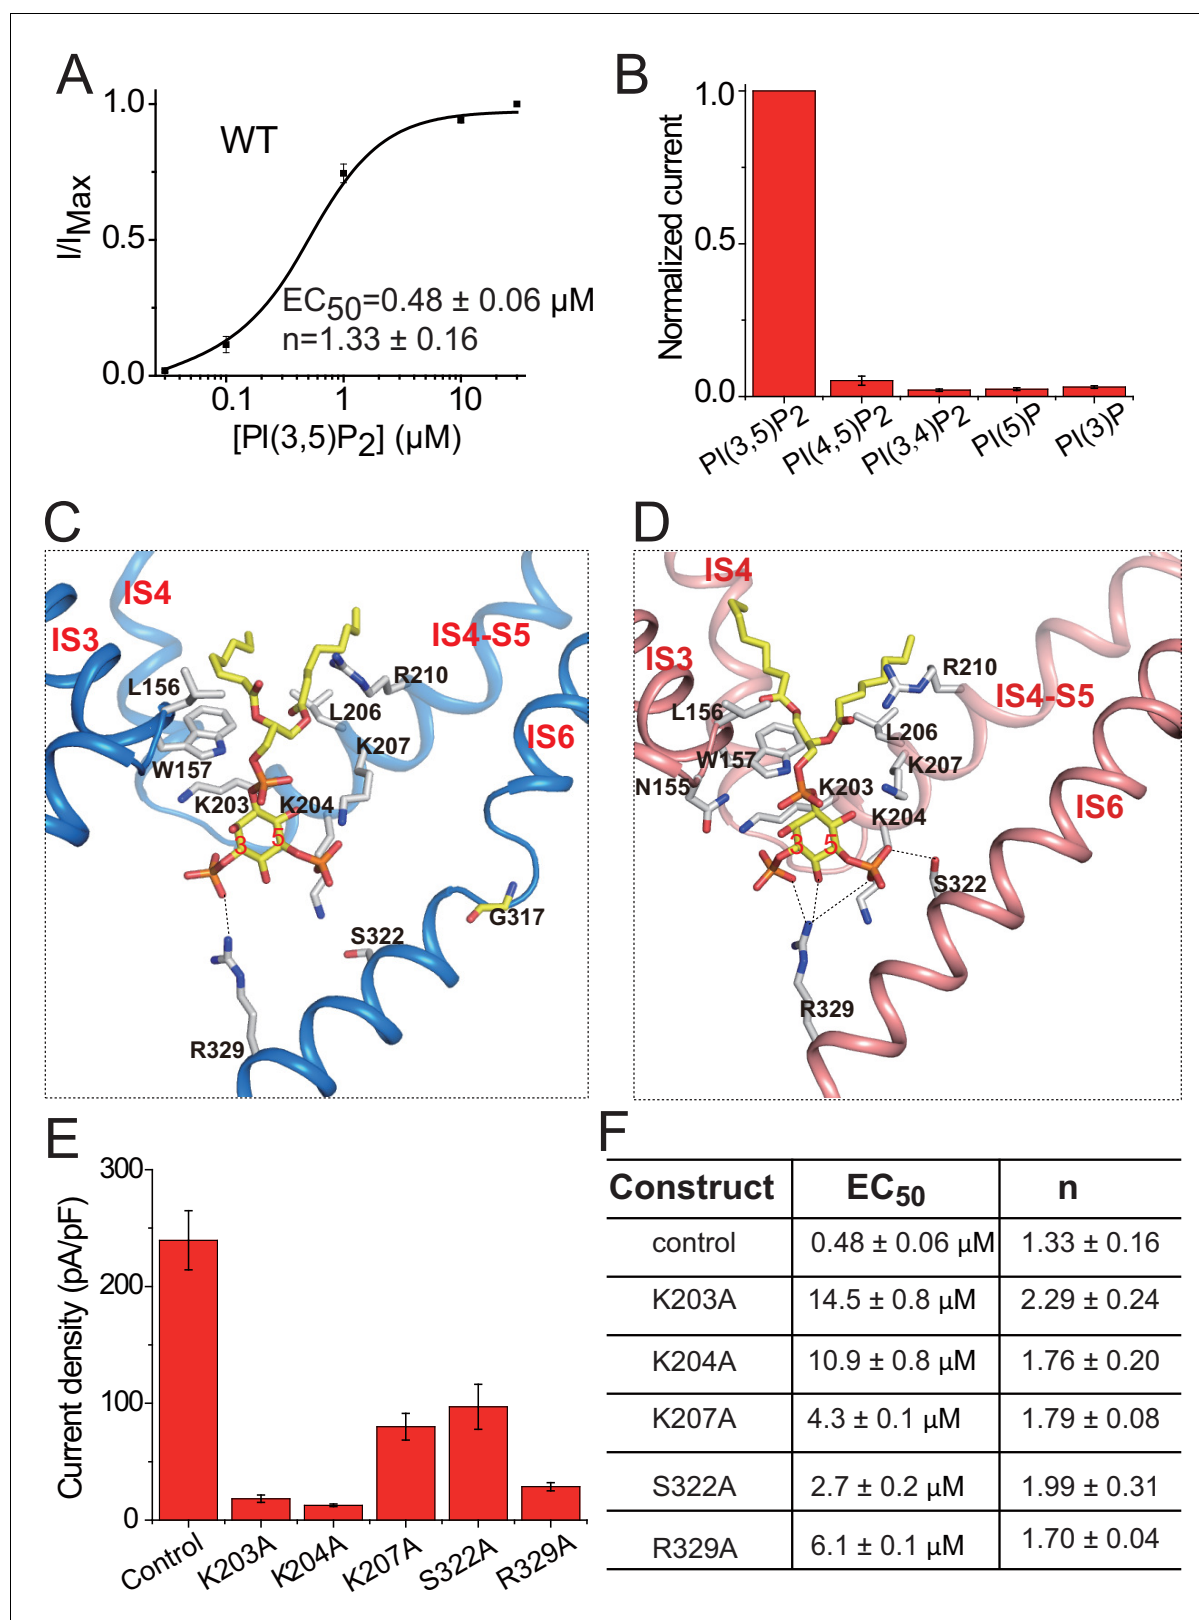 A
1.0
WT
0.5
I/I_Max
EC50=0.48 ± 0.06 µM
n=1.33 ± 0.16
0.0
0.1
1
10
[PI(3,5)P2] (µM)
B
1.0
0.5
0.0
Normalized current
PI(3,5)P2
PI(4,5)P2
PI(3,4)P2
PI(5)P
PI(3)P
C
IS4
IS3
IS4-S5
R210
L156
L206
IS6
W157
K207
K203
K204
3
5
G317
S322
R329
D
IS4
IS3
R210
IS4-S5
L156
L206
W157
K207
N155
K203
IS6
K204
3
5
S322
R329
E
300
200
100
0
Current density (pA/pF)
Control
K203A
K204A
K207A
S322A
R329A
F
Construct EC50 n
control 0.48 ± 0.06 µM 1.33 ± 0.16
K203A 14.5 ± 0.8 µM 2.29 ± 0.24
K204A 10.9 ± 0.8 µM 1.76 ± 0.20
K207A 4.3 ± 0.1 µM 1.79 ± 0.08
S322A 2.7 ± 0.2 µM 1.99 ± 0.31
R329A 6.1 ± 0.1 µM 1.70 ± 0.04